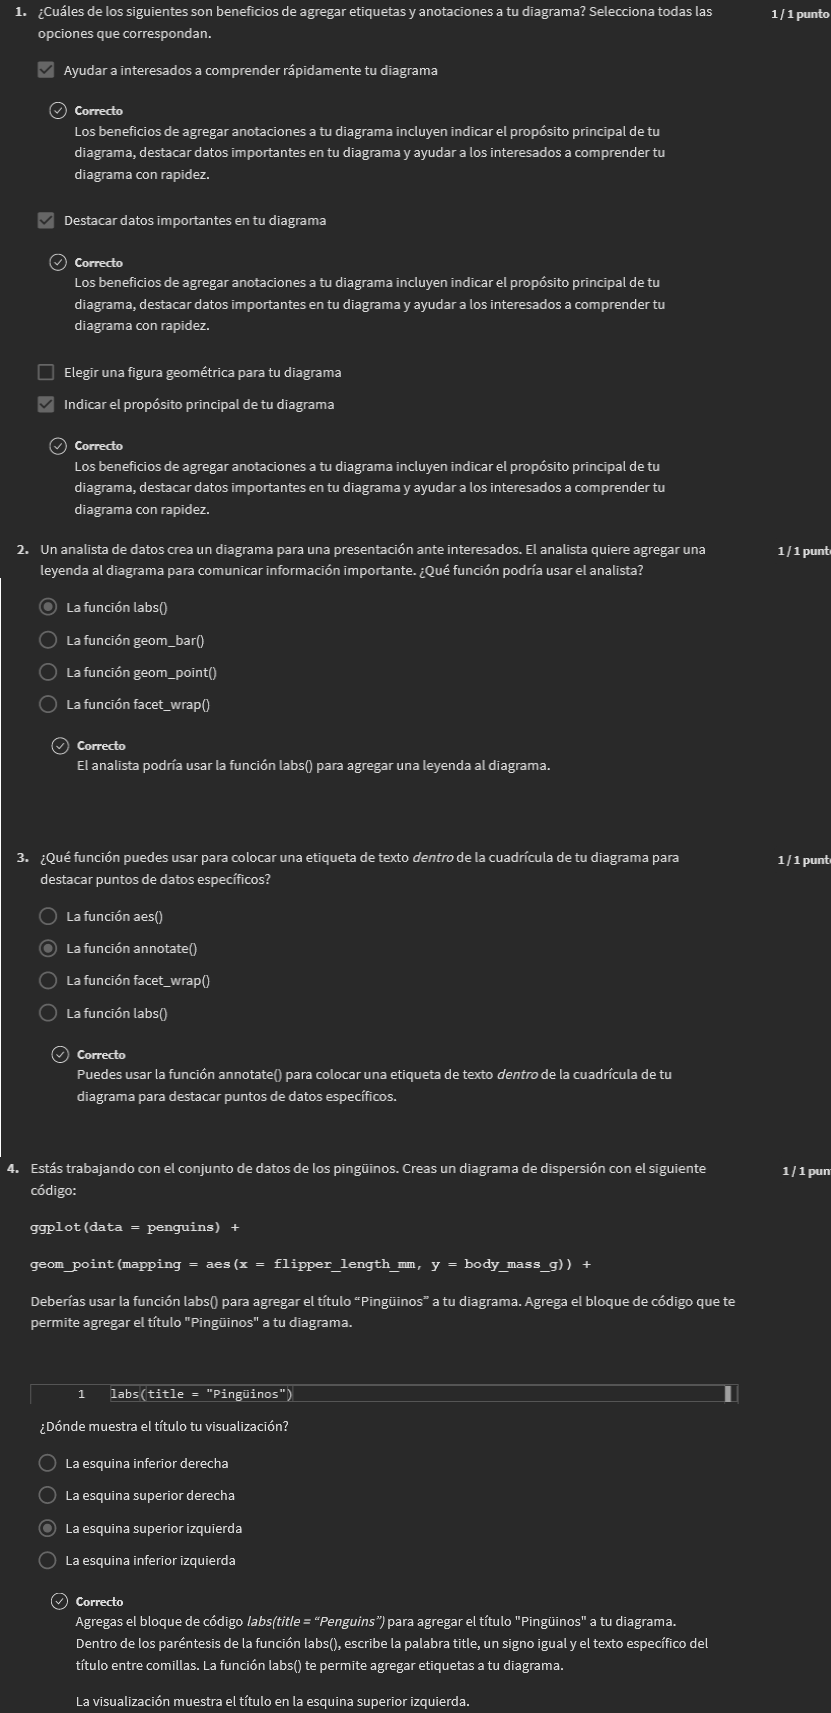 1. ¿Cuáles de los siguientes son beneficios de agregar etiquetas y anotaciones a tu diagrama? Selecciona todas las 1 / 1 punto
opciones que correspondan.
Ayudar a interesados a comprender rápidamente tu diagrama
Correcto
Los beneficios de agregar anotaciones a tu diagrama incluyen indicar el propósito principal de tu
diagrama, destacar datos importantes en tu diagrama y ayudar a los interesados a comprender tu
diagrama con rapidez.
Destacar datos importantes en tu diagrama
Correcto
Los beneficios de agregar anotaciones a tu diagrama incluyen indicar el propósito principal de tu
diagrama, destacar datos importantes en tu diagrama y ayudar a los interesados a comprender tu
diagrama con rapidez.
Elegir una figura geométrica para tu diagrama
Indicar el propósito principal de tu diagrama
Correcto
Los beneficios de agregar anotaciones a tu diagrama incluyen indicar el propósito principal de tu
diagrama, destacar datos importantes en tu diagrama y ayudar a los interesados a comprender tu
diagrama con rapidez.
2. Un analista de datos crea un diagrama para una presentación ante interesados. El analista quiere agregar una 1 / 1 punt
leyenda al diagrama para comunicar información importante. ¿Qué función podría usar el analista?
La función labs()
La función geom_bar()
La función geom_point()
La función facet_wrap()
Correcto
El analista podría usar la función labs() para agregar una leyenda al diagrama.
3. ¿Qué función puedes usar para colocar una etiqueta de texto dentro de la cuadrícula de tu diagrama para 1 / 1 punt
destacar puntos de datos específicos?
La función aes()
La función annotate()
La función facet_wrap()
La función labs()
Correcto
Puedes usar la función annotate() para colocar una etiqueta de texto dentro de la cuadrícula de tu
diagrama para destacar puntos de datos específicos.
4. Estás trabajando con el conjunto de datos de los pingüinos. Creas un diagrama de dispersión con el siguiente 1 / 1 pun
código:
ggplot(data = penguins) +
geom_point(mapping = aes(x = flipper_length_mm, y = body_mass_g)) +
Deberías usar la función labs() para agregar el título “Pingüinos” a tu diagrama. Agrega el bloque de código que te
permite agregar el título "Pingüinos" a tu diagrama.
1 labs(title = "Pingüinos")
¿Dónde muestra el título tu visualización?
La esquina inferior derecha
La esquina superior derecha
La esquina superior izquierda
La esquina inferior izquierda
Correcto
Agregas el bloque de código labs(title = “Penguins”) para agregar el título "Pingüinos" a tu diagrama.
Dentro de los paréntesis de la función labs(), escribe la palabra title, un signo igual y el texto específico del
título entre comillas. La función labs() te permite agregar etiquetas a tu diagrama.
La visualización muestra el título en la esquina superior izquierda.